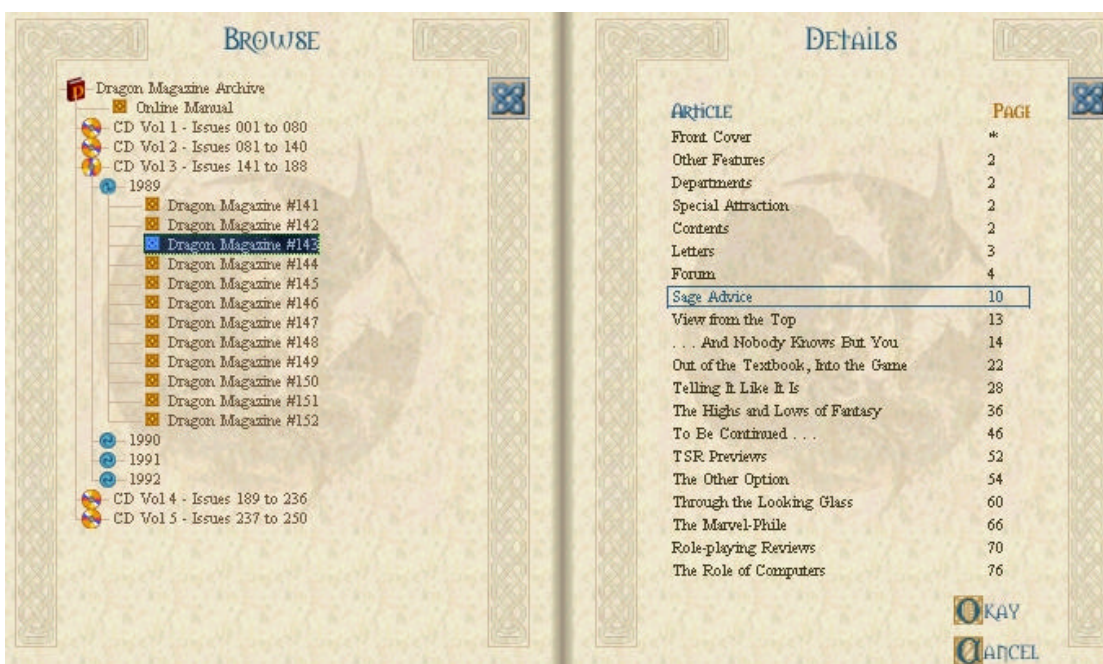 BROWSE
Dragon Magazine Archive
Online Manual
CD Vol 1 - Issues 001 to 080
CD Vol 2 - Issues 081 to 140
CD Vol 3 - Issues 141 to 188
1989
Dragon Magazine #141
Dragon Magazine #142
Dragon Magazine #143
Dragon Magazine #144
Dragon Magazine #145
Dragon Magazine #146
Dragon Magazine #147
Dragon Magazine #148
Dragon Magazine #149
Dragon Magazine #150
Dragon Magazine #151
Dragon Magazine #152
1990
1991
1992
CD Vol 4 - Issues 189 to 236
CD Vol 5 - Issues 237 to 250
DETAILS
ARTICLE PAGE
Front Cover *
Other Features 2
Departments 2
Special Attraction 2
Contents 2
Letters 3
Forum 4
Sage Advice 10
View from the Top 13
. . . And Nobody Knows But You 14
Out of the Textbook, Into the Game 22
Telling It Like It Is 28
The Highs and Lows of Fantasy 36
To Be Continued . . . 46
TSR Previews 52
The Other Option 54
Through the Looking Glass 60
The Marvel-Phile 66
Role-playing Reviews 70
The Role of Computers 76
OKAY
CANCEL